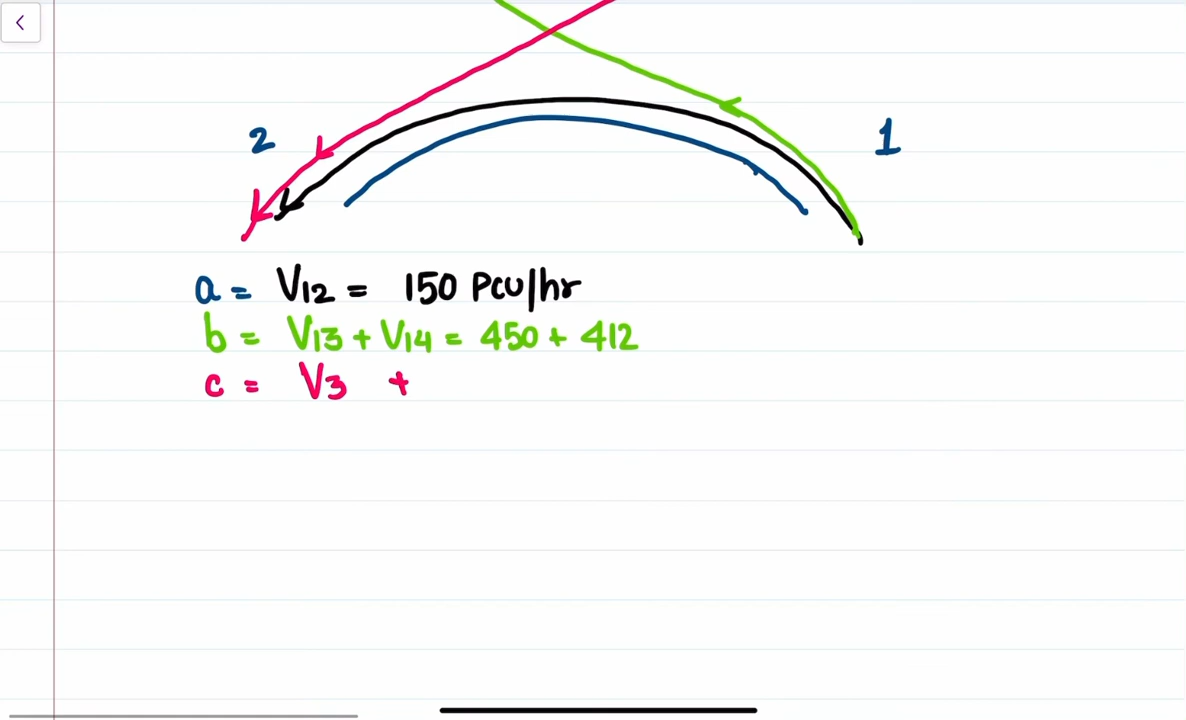 2 1
a = V12 = 150 Pcu/hr
b = V13 + V14 = 450 + 412
c = V3 +